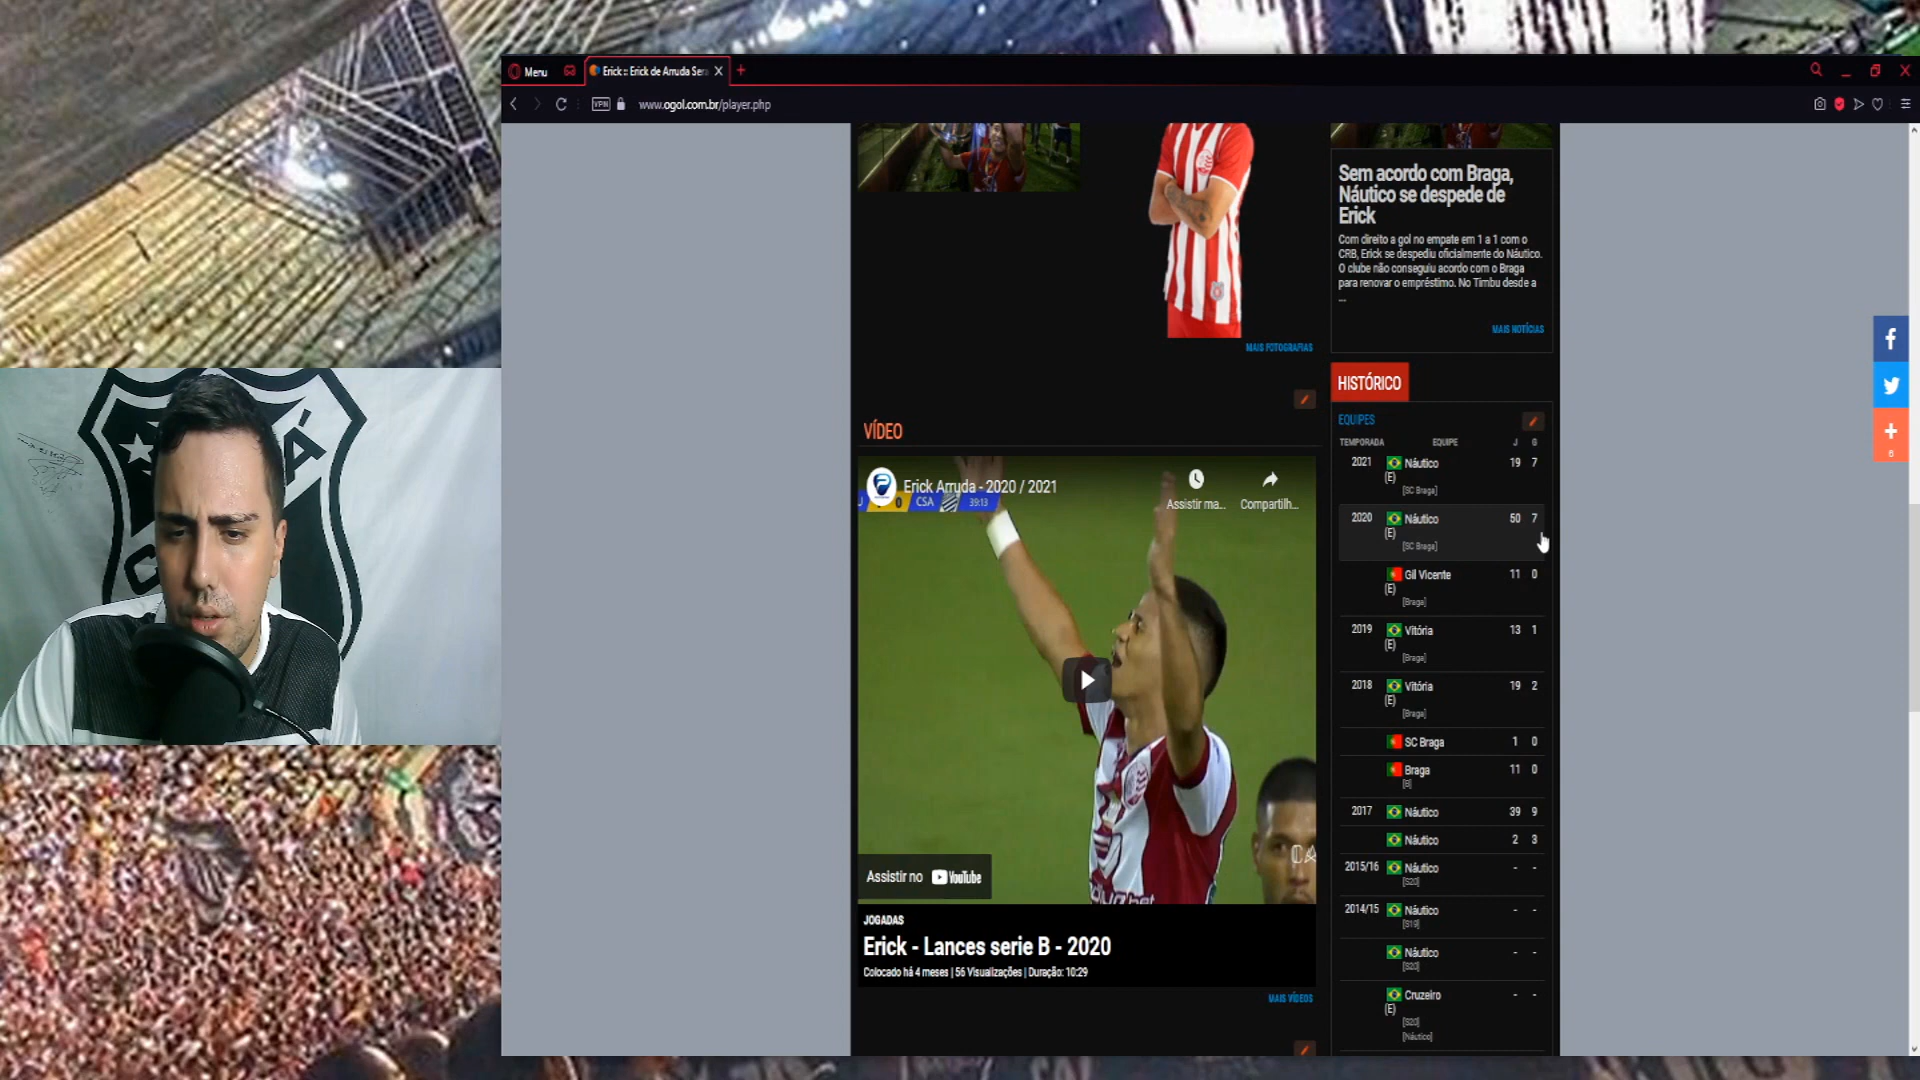 Menu
Erick :: Erick de Arruda Ser
VPN
www.ogol.com.br/player.php
Sem acordo com Braga,
Náutico se despede de
Erick
Com direito a gol no empate em 1 a 1 com o
CRB, Erick se despediu oficialmente do Náutico.
O clube não conseguiu acordo com o Braga
para renovar o empréstimo. No Timbu desde a
...
MAIS NOTÍCIAS
MAIS FOTOGRAFIAS
HISTÓRICO
EQUIPES
TEMPORADA EQUIPE J G
2021 Náutico 19 7
(E)
[SC Braga]
2020 Náutico 50 7
(E)
[SC Braga]
Gil Vicente 11 0
(E)
[Braga]
2019 Vitória 13 1
(E)
[Braga]
2018 Vitória 19 2
(E)
[Braga]
SC Braga 1 0
Braga 11 0
[B]
2017 Náutico 39 9
Náutico 2 3
2015/16 Náutico - -
[S20]
2014/15 Náutico - -
[S19]
Náutico - -
[S20]
Cruzeiro - -
(E)
[S20]
[Náutico]
VÍDEO
Erick Arruda - 2020 / 2021
0 CSA 39:13
Assistir ma...
Compartilh...
Assistir no YouTube
JOGADAS
Erick - Lances serie B - 2020
Colocado há 4 meses | 56 Visualizações | Duração: 10:29
MAIS VÍDEOS
6